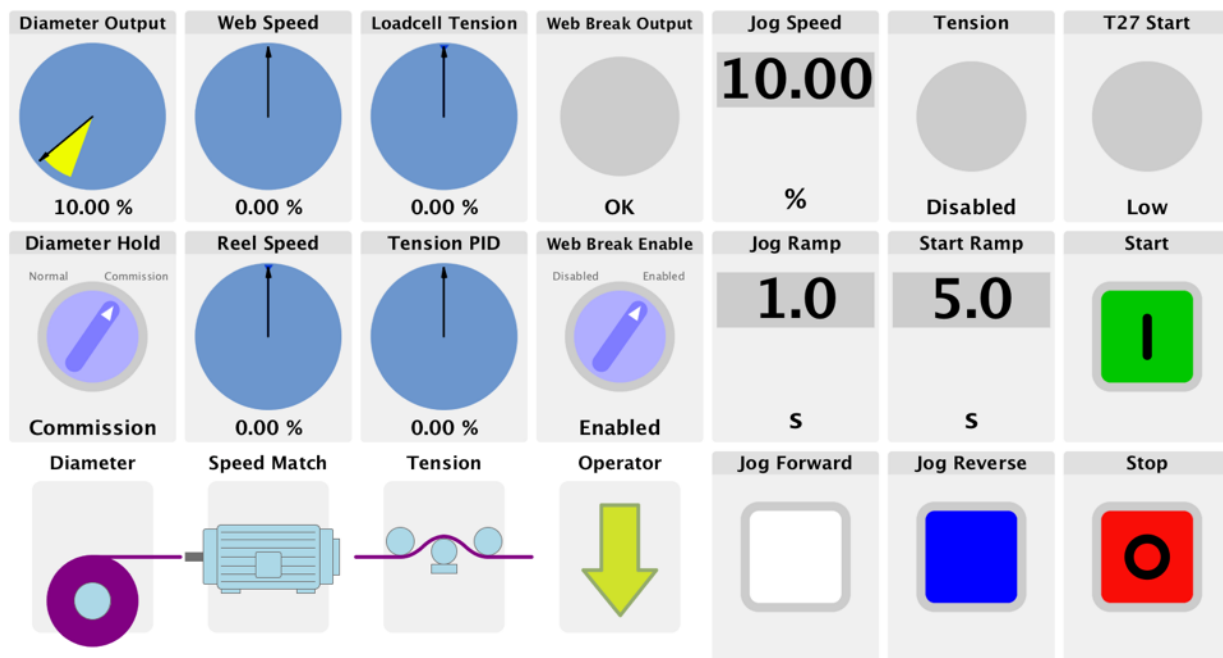 Diameter Output
Web Speed
Loadcell Tension
Web Break Output
Jog Speed
Tension
T27 Start
10.00
10.00 %
0.00 %
0.00 %
OK
%
Disabled
Low
Diameter Hold
Reel Speed
Tension PID
Web Break Enable
Jog Ramp
Start Ramp
Start
Normal
Commission
Disabled
Enabled
1.0
5.0
Commission
0.00 %
0.00 %
Enabled
s
s
Diameter
Speed Match
Tension
Operator
Jog Forward
Jog Reverse
Stop